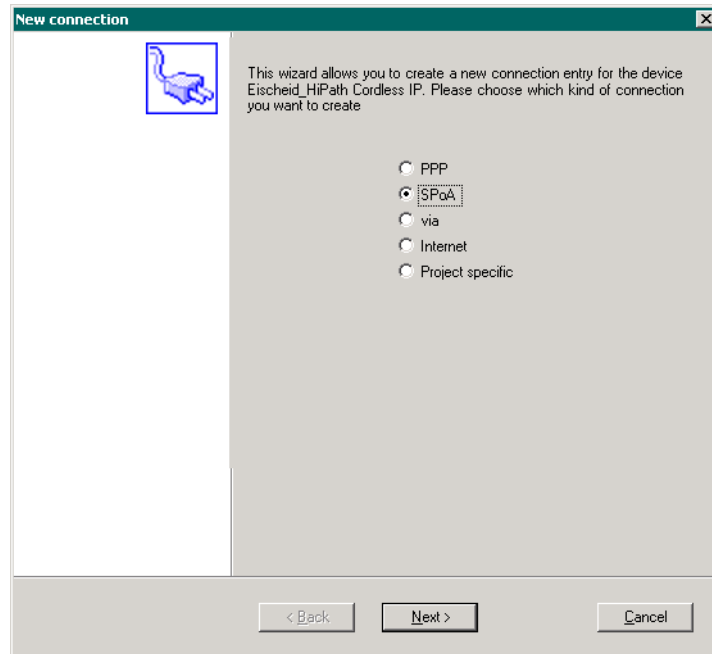 New connection
This wizard allows you to create a new connection entry for the device
Eischeid_HiPath Cordless IP. Please choose which kind of connection
you want to create
PPP
SPoA
via
Internet
Project specific
< Back
Next >
Cancel